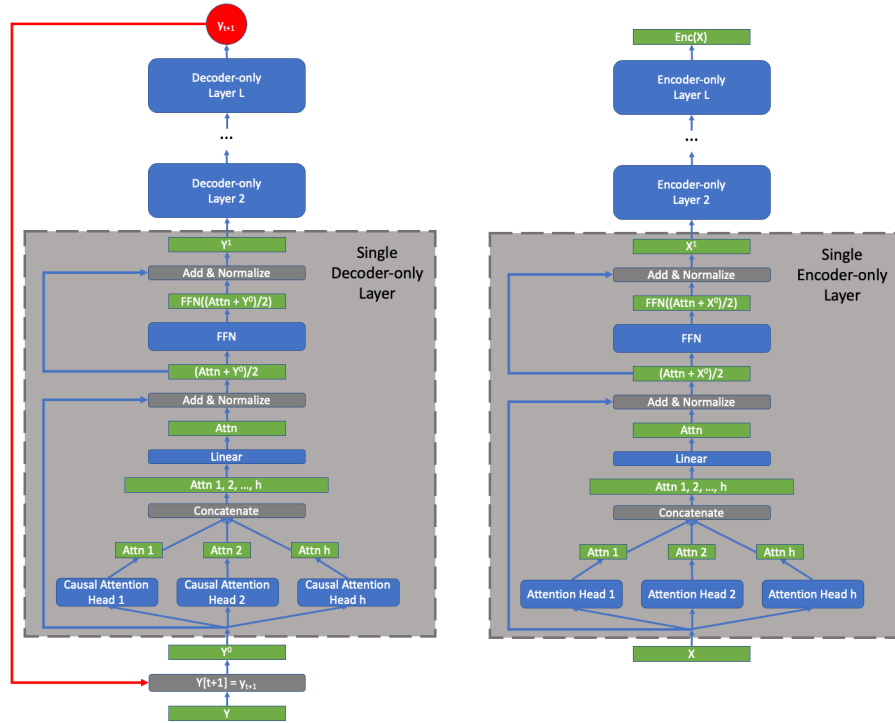 y_{t+1}
Decoder-only
Layer L
...
Decoder-only
Layer 2
Y¹
Single
Decoder-only
Layer
Add & Normalize
FFN((Attn + Y⁰)/2)
FFN
(Attn + Y⁰)/2
Add & Normalize
Attn
Linear
Attn 1, 2, ..., h
Concatenate
Attn 1
Attn 2
Attn h
Causal Attention
Head 1
Causal Attention
Head 2
Causal Attention
Head h
Y⁰
Y[t+1] = y_{t+1}
Y
Enc(X)
Encoder-only
Layer L
...
Encoder-only
Layer 2
X¹
Single
Encoder-only
Layer
Add & Normalize
FFN((Attn + X⁰)/2)
FFN
(Attn + X⁰)/2
Add & Normalize
Attn
Linear
Attn 1, 2, ..., h
Concatenate
Attn 1
Attn 2
Attn h
Attention Head 1
Attention Head 2
Attention Head h
X